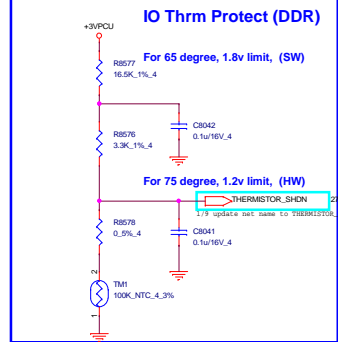 IO Thrm Protect (DDR)
+3VPCU
For 65 degree, 1.8v limit, (SW)
R8577
16.5K_1%_4
C8042
0.1u/16V_4
R8576
3.3K_1%_4
For 75 degree, 1.2v limit, (HW)
THERMISTOR_SHDN 27
1/9 update net name to THERMISTOR_
R8578
0_5%_4
C8041
0.1u/16V_4
2
TM1
100K_NTC_4_3%
1